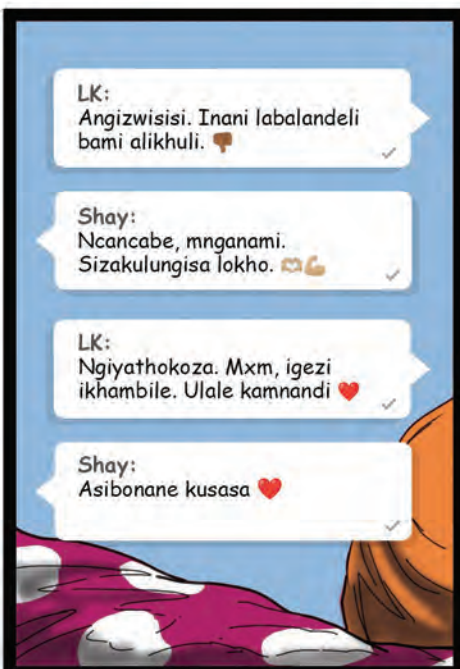 LK:
Angizwisisi. Inani labalandeli
bami alikhuli. 👎🏾
Shay:
Ncancabe, mnganami.
Sizakulungisa lokho. 🫶🏼💪🏼
LK:
Ngiyathokoza. Mxm, igezi
ikhambile. Ulale kamnandi ❤️
Shay:
Asibonane kusasa ❤️